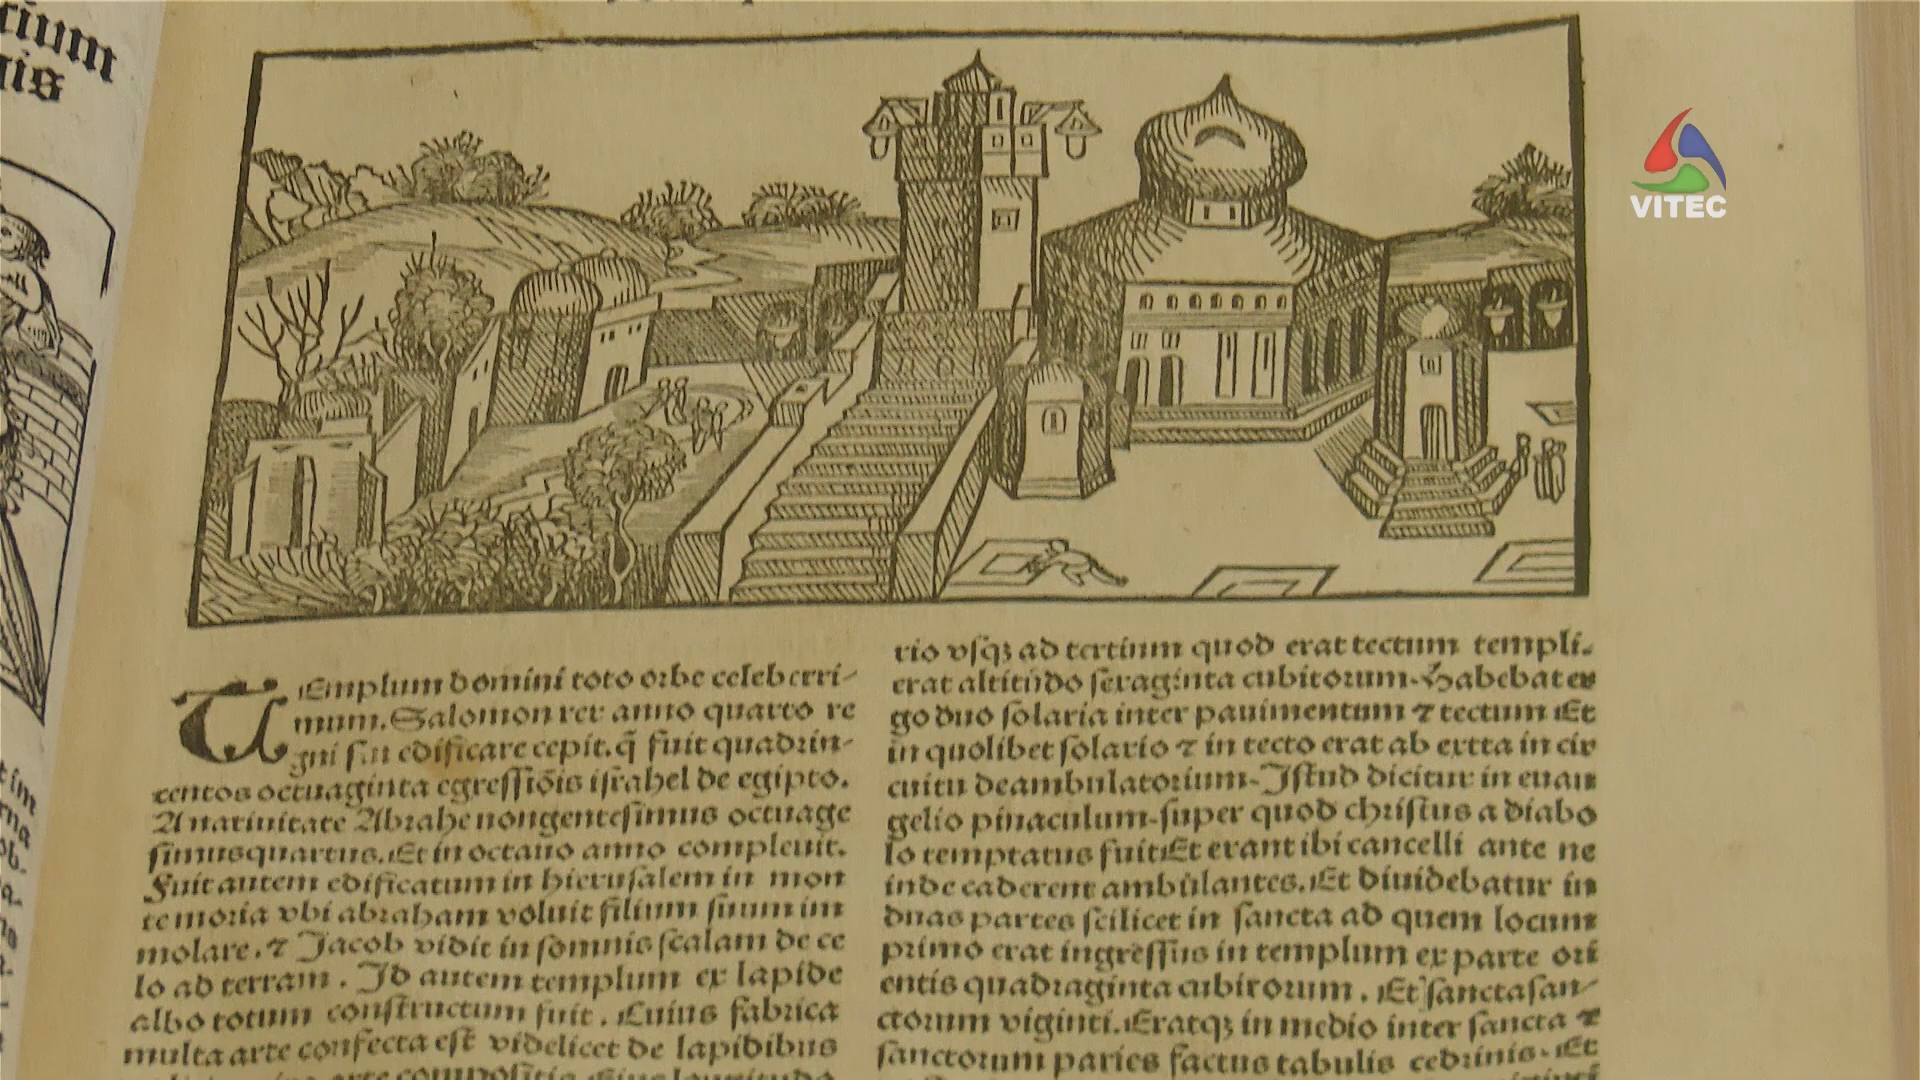 rium
gis
VITEC
TEmplum domini toto orbe celeberri-
mum. Salomon rex anno quarto re
gni sui edificare cepit. q̃ fuit quadrin-
tentos octuaginta egressiõis israhel de egipto.
A natiuitate Abrahe nongentesimus octuage
simusquartus. Et in octauo anno compleuit.
Fuit autem edificatum in hierusalem in mon
te moria vbi abraham voluit filium suum im
molare. ⁊ Jacob vidit in somnis scalam de ce
lo ad terram. Id autem templum ex lapide
albo totum constructum fuit. Cuius fabrica
multa arte confecta est videlicet de lapidibus
rio vsqꝫ ad tertium quod erat tectum templi.
erat altitũdo sexaginta cubitorum. Habebat er
go duo solaria inter pauimentum ⁊ tectum Et
in quolibet solario ⁊ in tecto erat ab extra in cir
cuitu deambulatorium. Istud dicitur in euan
gelio pinaculum. super quod christus a diabo
lo temptatus fuit. Et erant ibi cancelli ante ne
inde caderent ambulantes. Et diuidebatur in
duas partes scilicet in sancta ad quem locum
primo erat ingressus in templum ex parte ori
entis quadraginta cubitorum. Et sanctasan-
ctorum viginti. Eratqꝫ in medio inter sancta ⁊
sanctorum paries factus tabulis cedrinis. Et